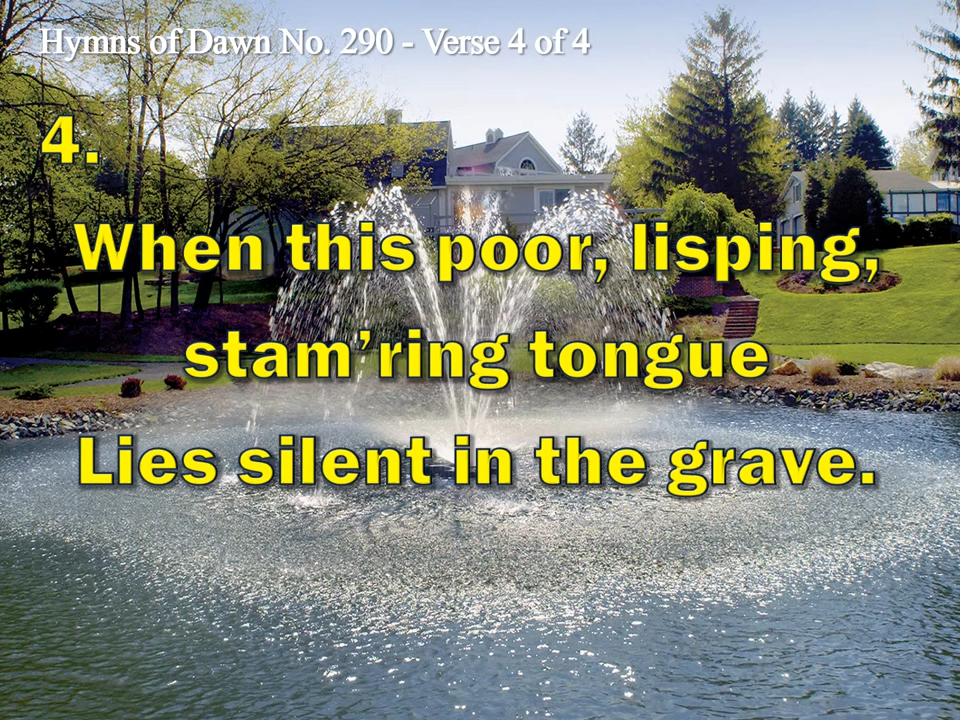 Hymns of Dawn No. 290 - Verse 4 of 4
4.
When this poor, lisping,
stam’ring tongue
Lies silent in the grave.